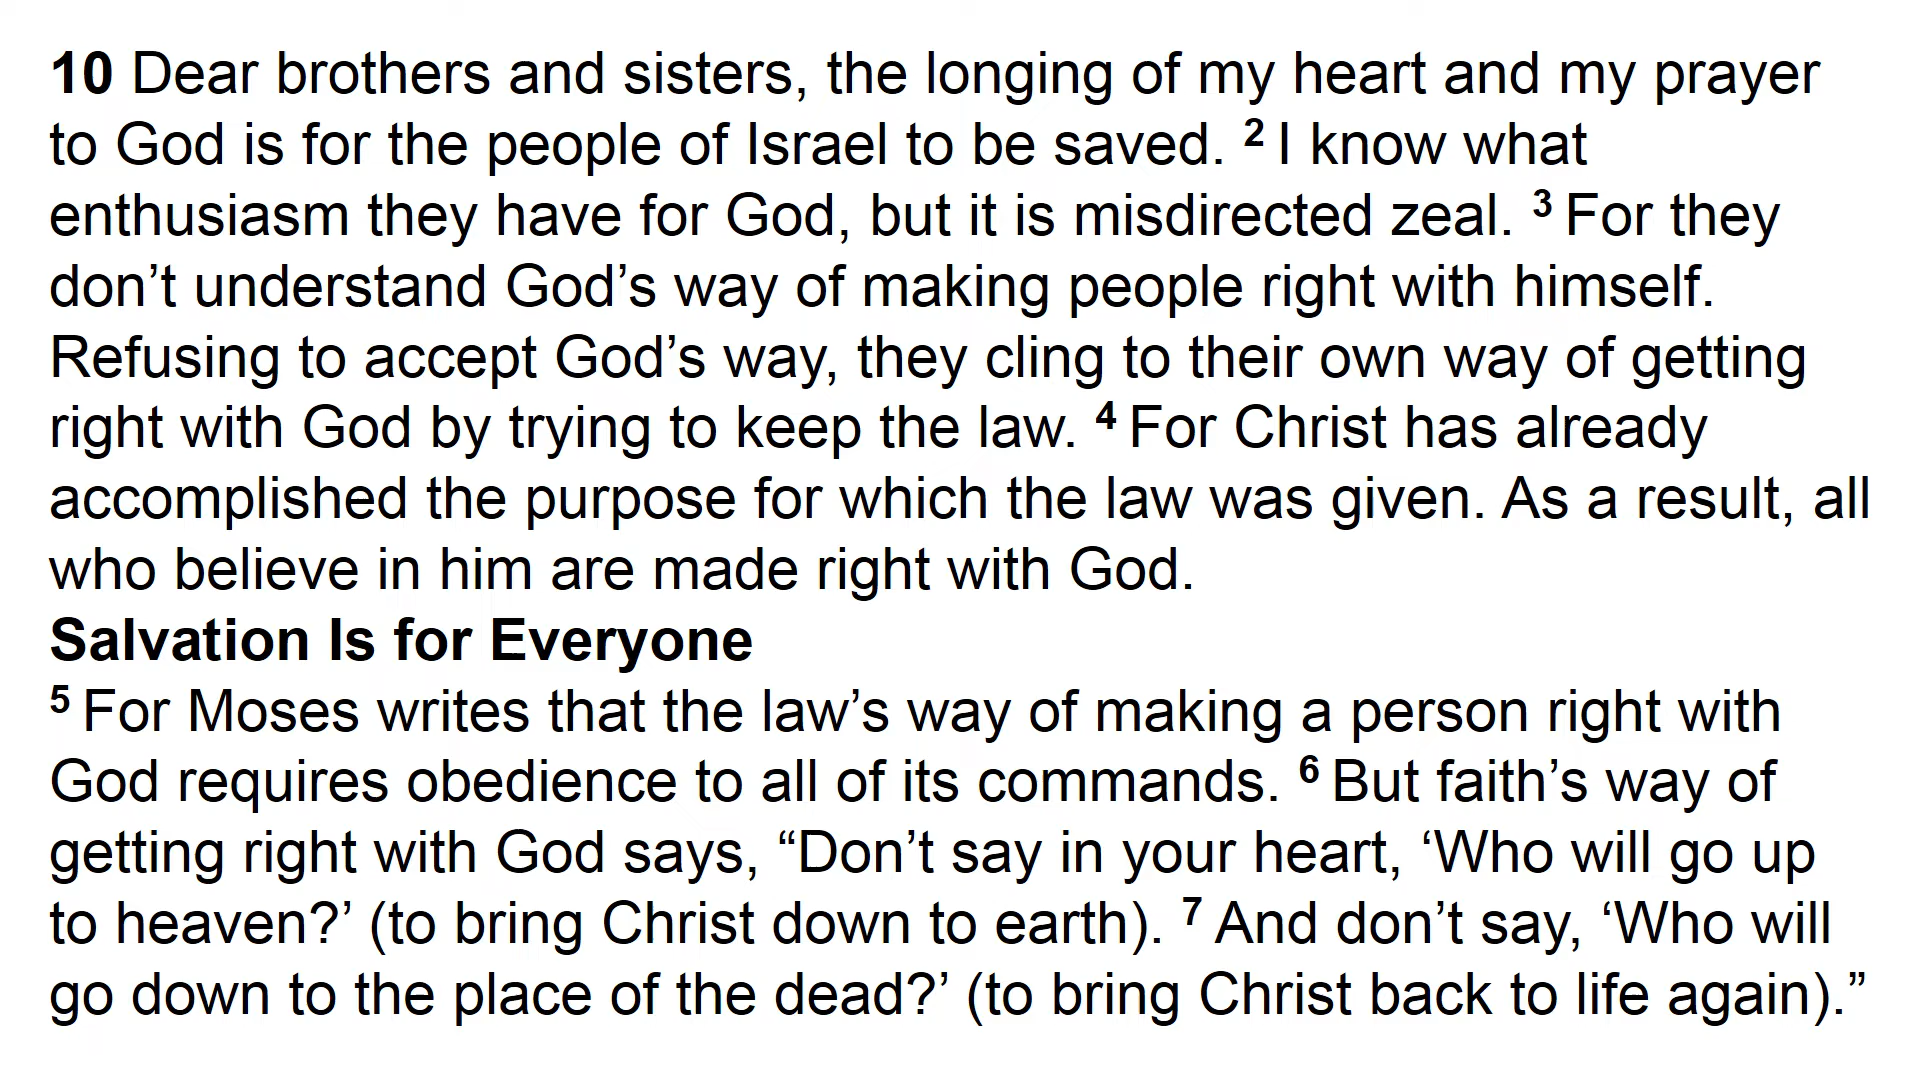 10 Dear brothers and sisters, the longing of my heart and my prayer
to God is for the people of Israel to be saved. 2 I know what
enthusiasm they have for God, but it is misdirected zeal. 3 For they
don’t understand God’s way of making people right with himself.
Refusing to accept God’s way, they cling to their own way of getting
right with God by trying to keep the law. 4 For Christ has already
accomplished the purpose for which the law was given. As a result, all
who believe in him are made right with God.
Salvation Is for Everyone
5 For Moses writes that the law’s way of making a person right with
God requires obedience to all of its commands. 6 But faith’s way of
getting right with God says, “Don’t say in your heart, ‘Who will go up
to heaven?’ (to bring Christ down to earth). 7 And don’t say, ‘Who will
go down to the place of the dead?’ (to bring Christ back to life again).”